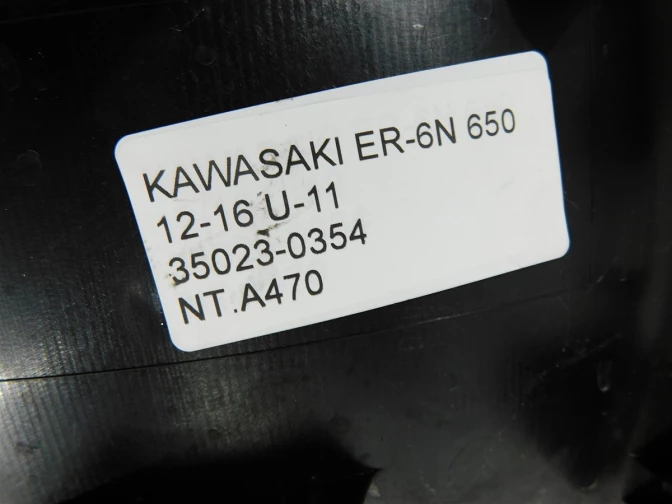 KAWASAKI ER-6N 650
12-16 U-11
35023-0354
NT.A470